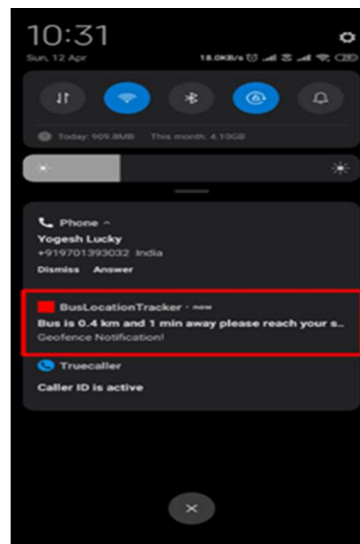 10:31
Sun, 12 Apr
18.0KB/s
Today: 909.8MB This month: 4.10GB
Phone
Yogesh Lucky
+919701393032 India
Dismiss Answer
BusLocationTracker · now
Bus is 0.4 km and 1 min away please reach your s..
Geofence Notification!
Truecaller
Caller ID is active